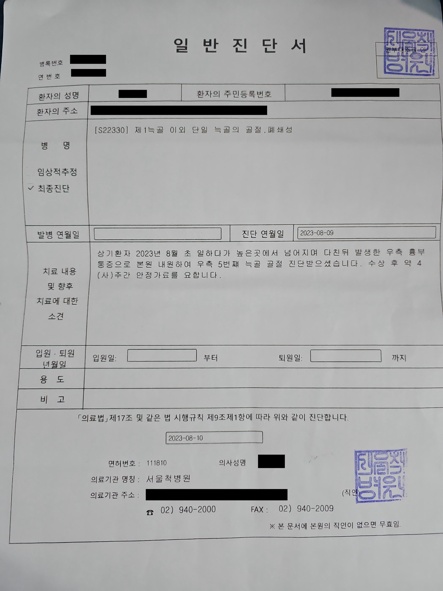 일 반 진 단 서
등록번호
연 번 호
환자의 성명
환자의 주민등록번호
환자의 주소
병 명
[S22330] 제1늑골 이외 단일 늑골의 골절,폐쇄성
임상적추정
✓ 최종진단
발병 연월일
진단 연월일
2023-08-09
치료 내용
및 향후
치료에 대한
소견
상기환자 2023년 8월 초 일하다가 높은곳에서 넘어지며 다친뒤 발생한 우측 흉부
통증으로 본원 내원하여 우측 5번째 늑골 골절 진단받으셨습니다. 수상 후 약 4
(사)주간 안정가료를 요합니다.
입원 · 퇴원
년월일
입원일:
부터
퇴원일:
까지
용 도
비 고
「의료법」제17조 및 같은 법 시행규칙 제9조제1항에 따라 위와 같이 진단합니다.
2023-08-10
면허번호 :
의사성명
의료기관 명칭 : 서울척병원
의료기관 주소 :
(직인
☎ 02) 940-2000
FAX : 02) 940-2009
※ 본 문서에 본원의 직인이 없으면 무효임